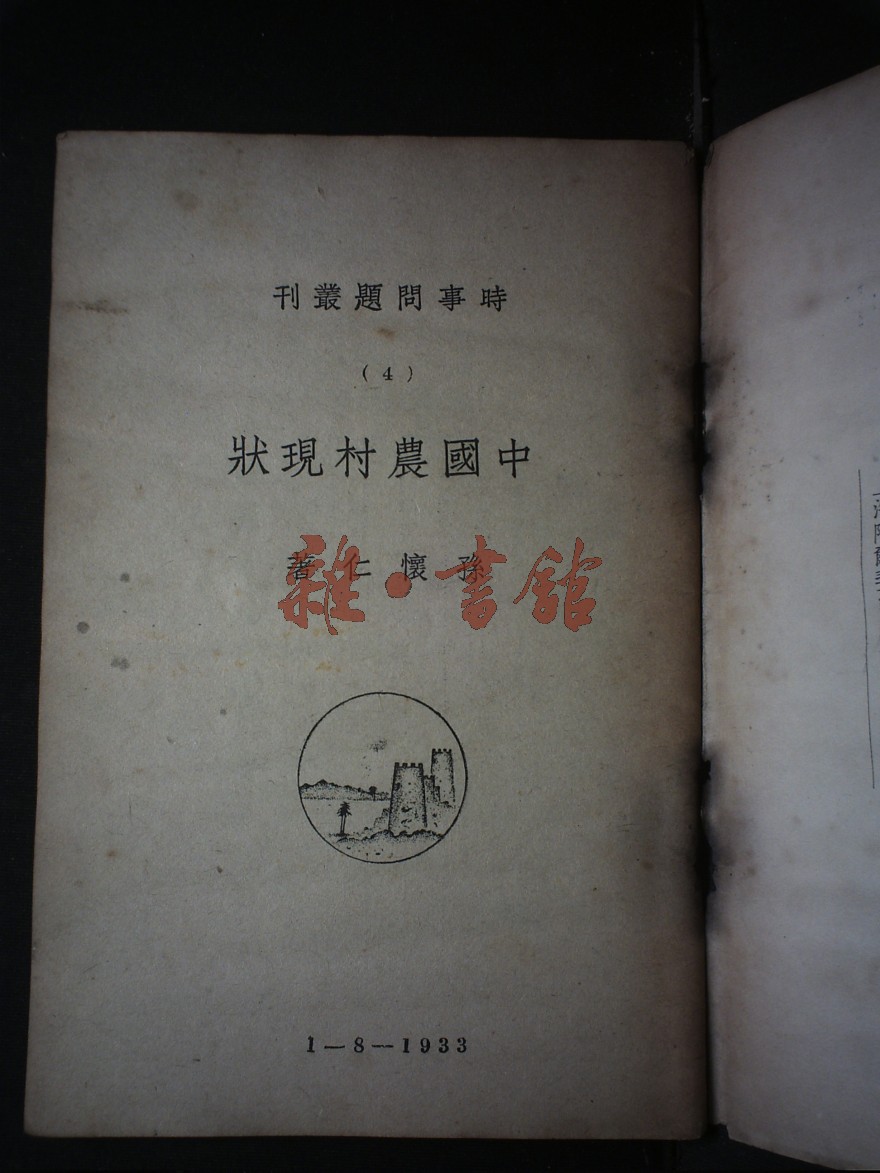 時事問題叢刊
(4)
中國農村現狀
孫懷仁著
雜·書館
1—8—1933